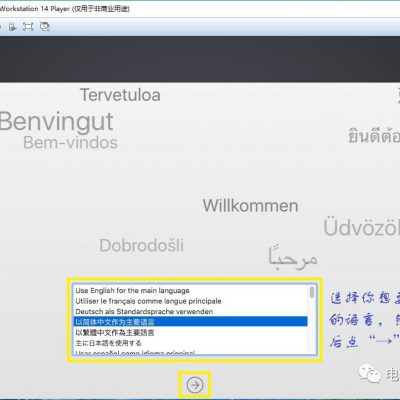 Workstation 14 Player (仅用于非商业用途)
Tervetuloa
Benvingut
Bem-vindos
ยินดีต้อ
Willkommen
Üdvözöl
Dobrodošli
مرحبًا
Use English for the main language
Utiliser le français comme langue principale
Deutsch als Standardsprache verwenden
以简体中文作为主要语言
以繁體中文作為主要語言
主に日本語を使用する
Usar español como idioma principal
选择你想要
的语言，然
后点“→”
电